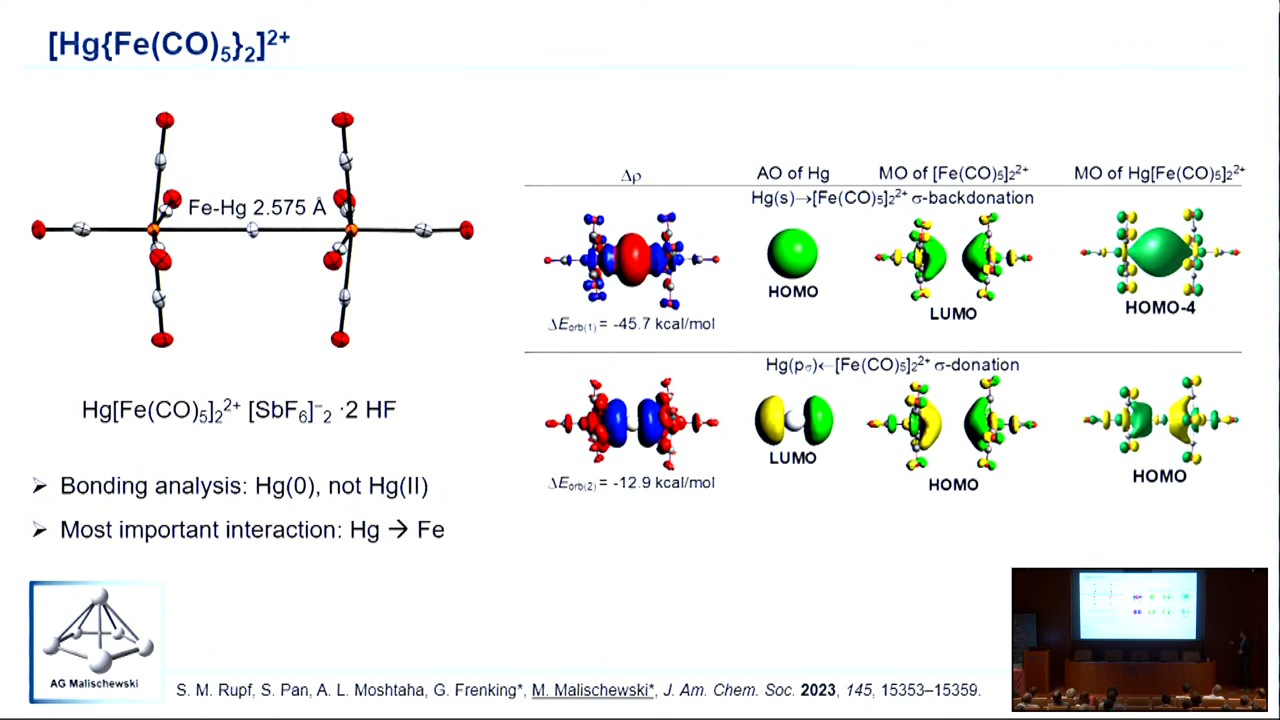 [Hg{Fe(CO)₅}₂]²⁺
Fe-Hg 2.575 Å
Hg[Fe(CO)₅]₂²⁺ [SbF₆]⁻₂ ·2 HF
➢ Bonding analysis: Hg(0), not Hg(II)
➢ Most important interaction: Hg → Fe
Δρ AO of Hg MO of [Fe(CO)₅]₂²⁺ MO of Hg[Fe(CO)₅]₂²⁺
Hg(s)→[Fe(CO)₅]₂²⁺ σ-backdonation
HOMO
LUMO
HOMO-4
ΔEorb(1) = -45.7 kcal/mol
Hg(pσ)←[Fe(CO)₅]₂²⁺ σ-donation
LUMO
HOMO
HOMO
ΔEorb(2) = -12.9 kcal/mol
AG Malischewski
S. M. Rupf, S. Pan, A. L. Moshtaha, G. Frenking*, M. Malischewski*, J. Am. Chem. Soc. 2023, 145, 15353–15359.